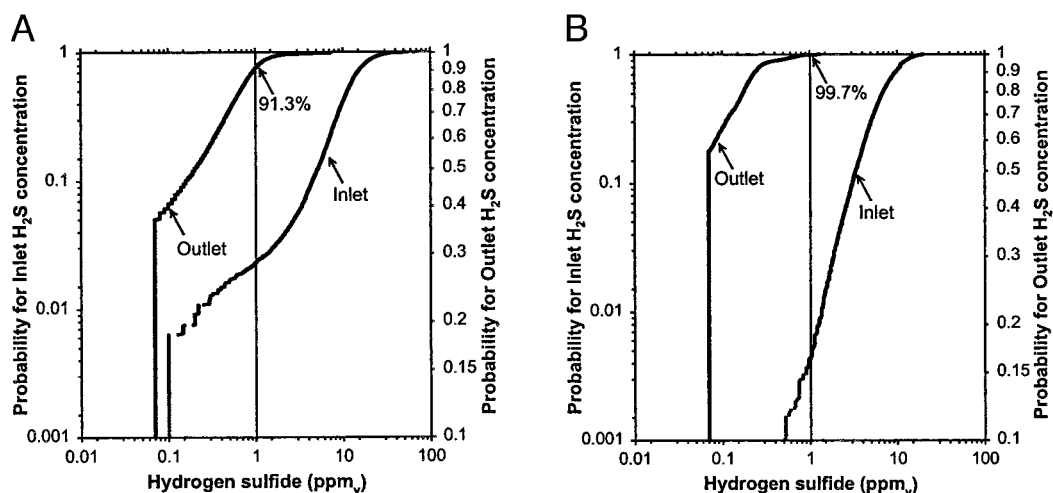 A
Probability for Inlet H₂S concentration
1
0.1
0.01
0.001
1
0.9
0.8
0.7
0.6
0.5
0.4
0.3
0.2
0.15
0.1
Probability for Outlet H₂S concentration
91.3%
Inlet
Outlet
0.01 0.1 1 10 100
Hydrogen sulfide (ppmᵥ)
B
Probability for Inlet H₂S concentration
1
0.1
0.01
0.001
1
0.9
0.8
0.7
0.6
0.5
0.4
0.3
0.2
0.15
0.1
Probability for Outlet H₂S concentration
99.7%
Outlet
Inlet
0.01 0.1 1 10 100
Hydrogen sulfide (ppmᵥ)